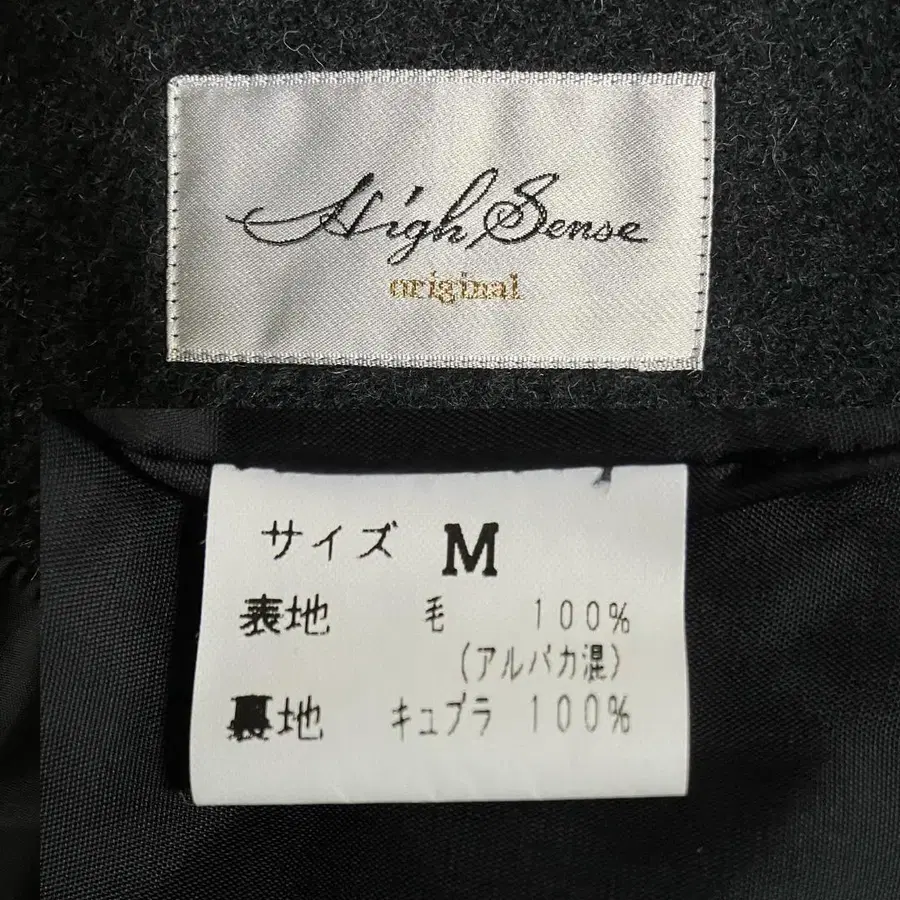 High Sense
original
サイズ M
表地 毛 100%
(アルパカ混)
裏地 キュプラ 100%